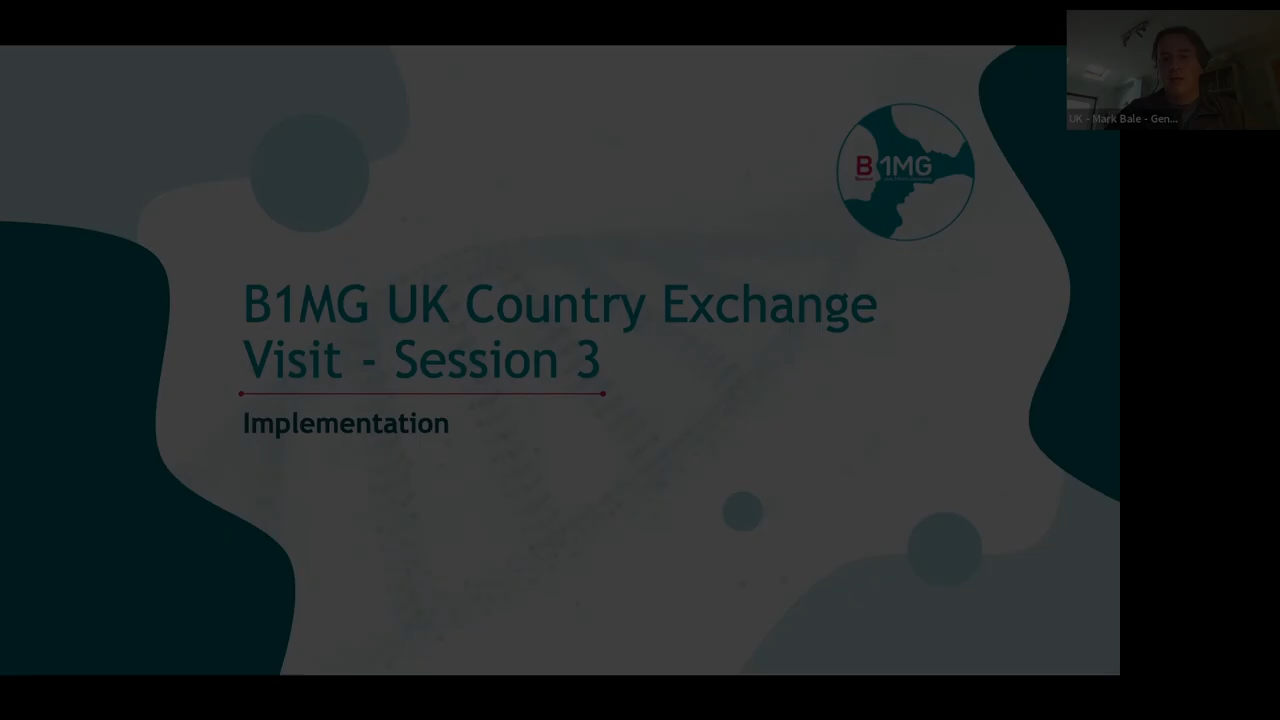 UK - Mark Bale - Gen...
B1MG
B1MG UK Country Exchange
Visit - Session 3
Implementation